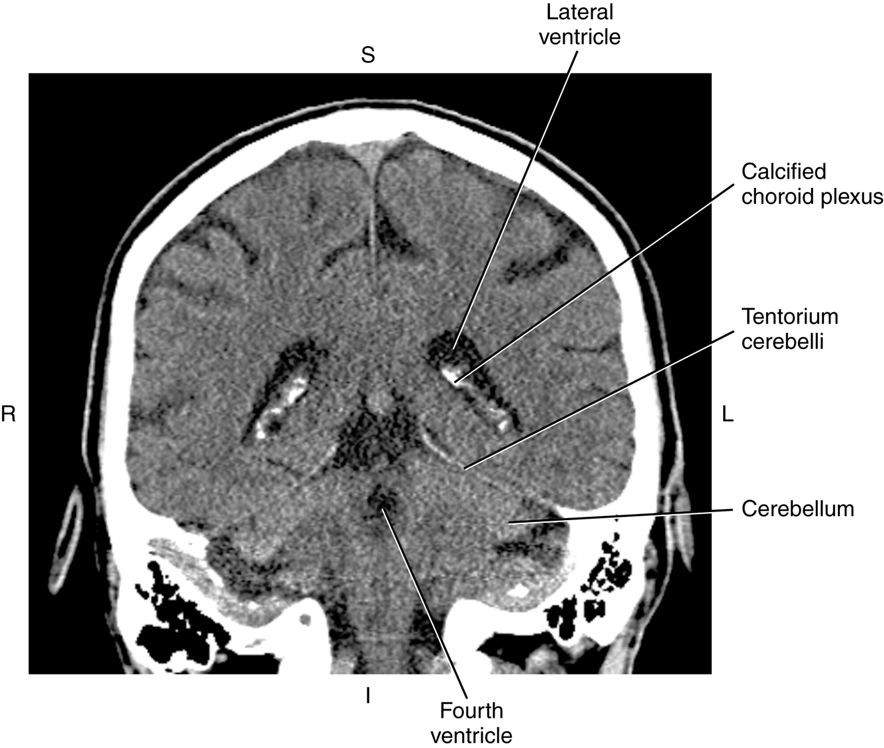 Lateral
ventricle
S
Calcified
choroid plexus
Tentorium
cerebelli
R
L
Cerebellum
I
Fourth
ventricle